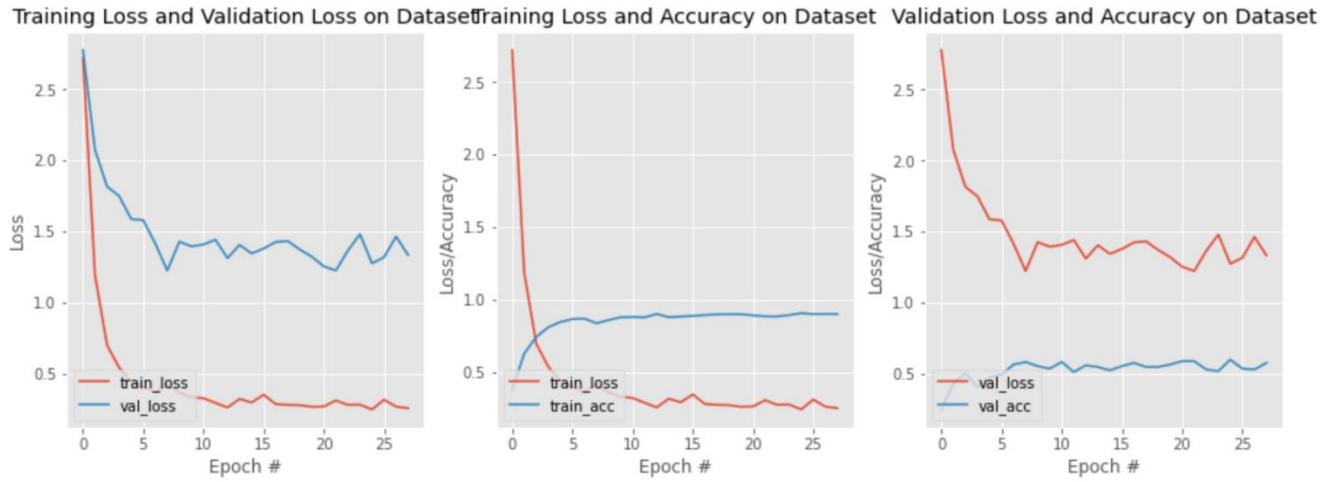 Training Loss and Validation Loss on Dataset
2.5
2.0
1.5
1.0
0.5
Loss
train_loss
val_loss
0 5 10 15 20 25
Epoch #
Training Loss and Accuracy on Dataset
2.5
2.0
1.5
1.0
0.5
Loss/Accuracy
train_loss
train_acc
0 5 10 15 20 25
Epoch #
Validation Loss and Accuracy on Dataset
2.5
2.0
1.5
1.0
0.5
Loss/Accuracy
val_loss
val_acc
0 5 10 15 20 25
Epoch #